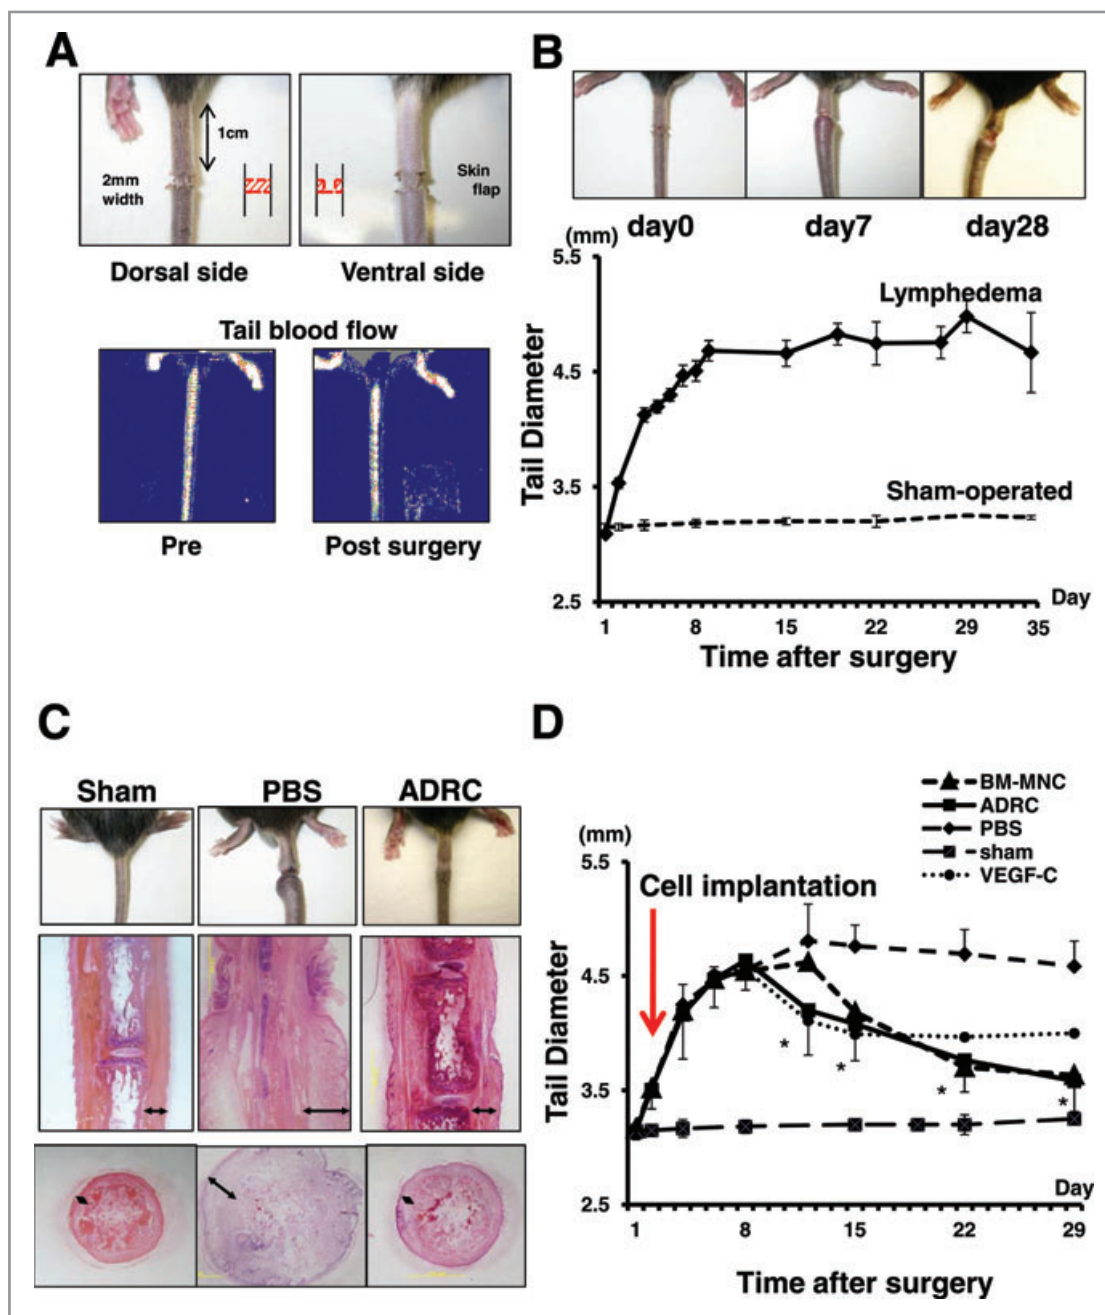 A
1cm
2mm
width
Skin
flap
Dorsal side
Ventral side
Tail blood flow
Pre
Post surgery
B
day0
day7
day28
(mm)
5.5
4.5
3.5
2.5
Tail Diameter
Lymphedema
Sham-operated
Day
1
8
15
22
29
35
Time after surgery
C
Sham
PBS
ADRC
D
BM-MNC
ADRC
PBS
sham
VEGF-C
(mm)
5.5
4.5
3.5
2.5
Tail Diameter
Cell implantation
*
*
*
*
Day
1
8
15
22
29
Time after surgery